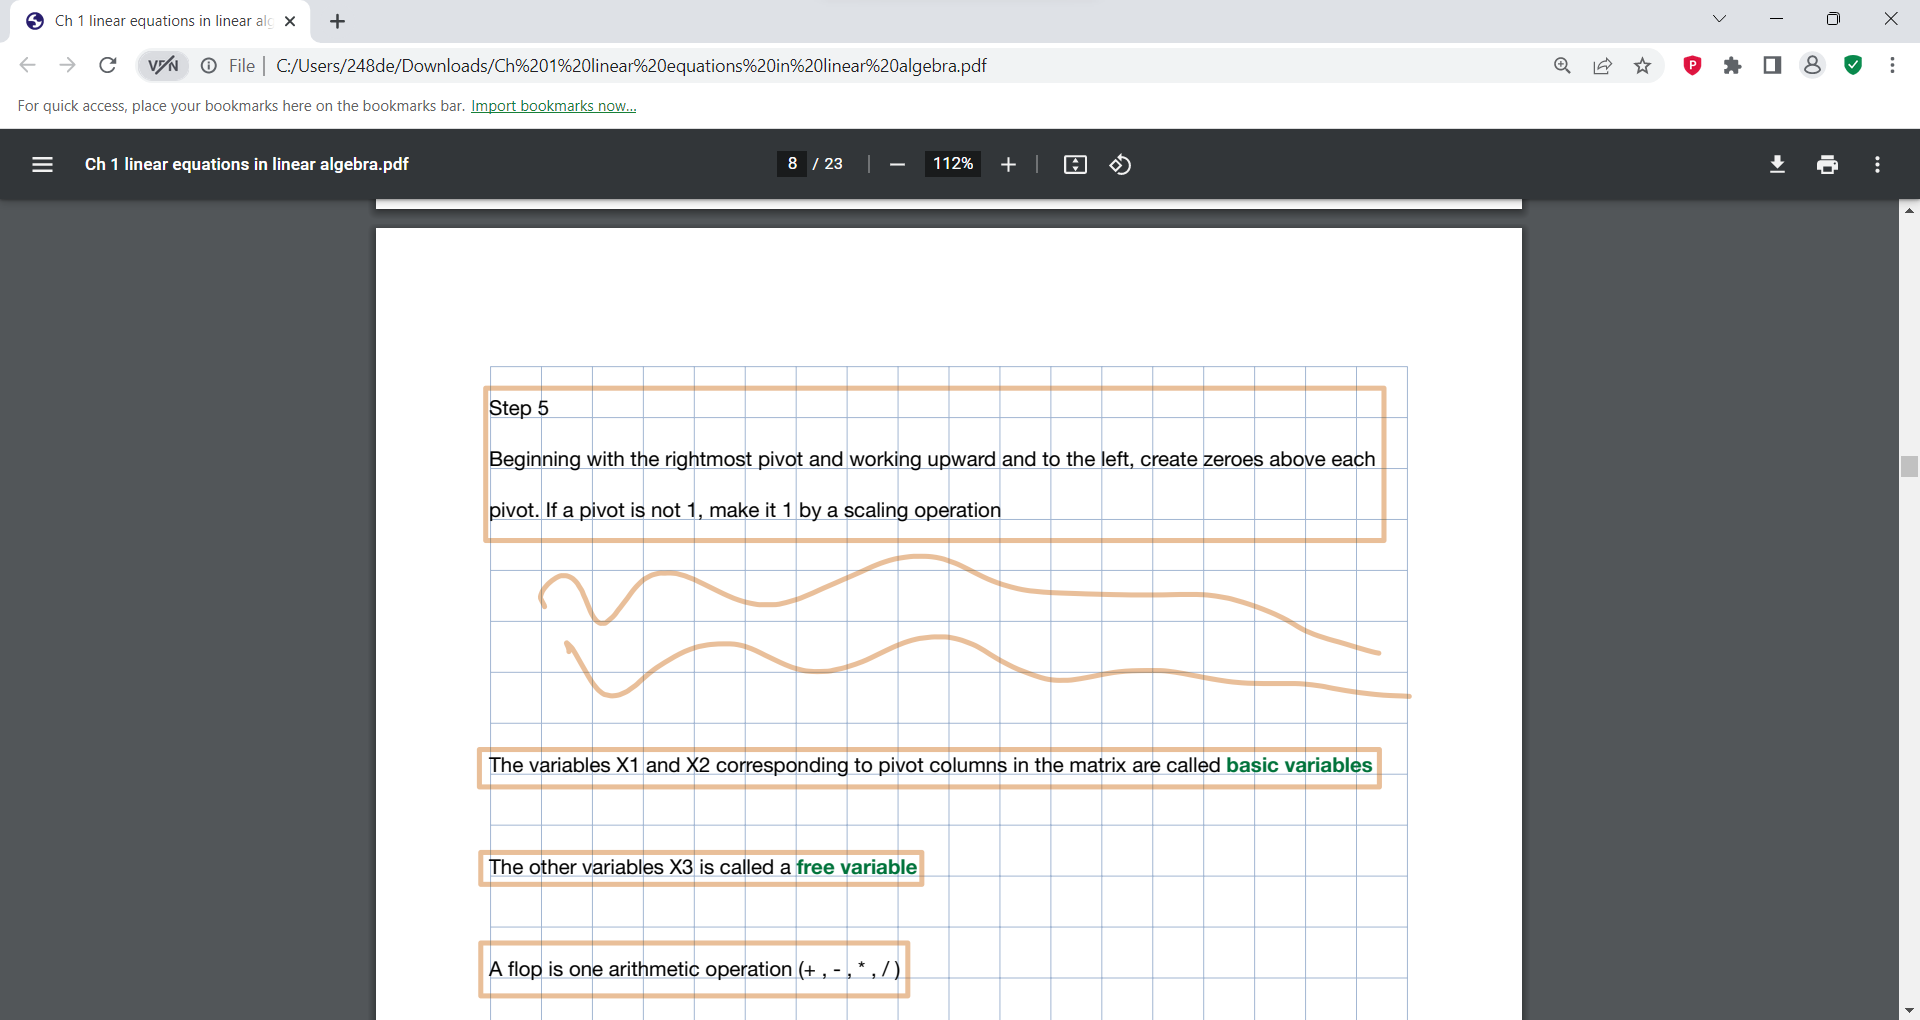 Ch 1 linear equations in linear alg
VPN File C:/Users/248de/Downloads/Ch%201%20linear%20equations%20in%20linear%20algebra.pdf
For quick access, place your bookmarks here on the bookmarks bar. Import bookmarks now...
Ch 1 linear equations in linear algebra.pdf 8 / 23 112%
Step 5
Beginning with the rightmost pivot and working upward and to the left, create zeroes above each
pivot. If a pivot is not 1, make it 1 by a scaling operation
The variables X1 and X2 corresponding to pivot columns in the matrix are called basic variables
The other variables X3 is called a free variable
A flop is one arithmetic operation (+ , - , * , / )